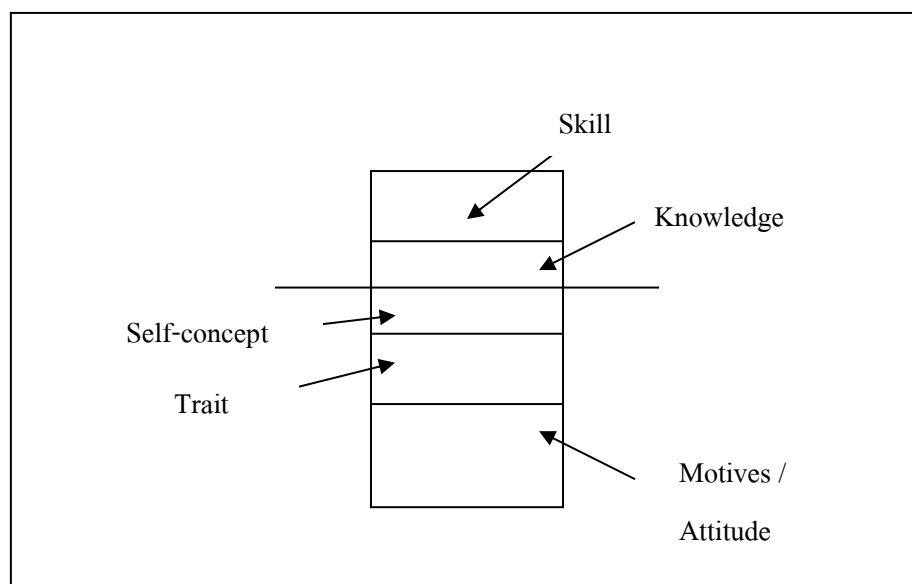 Skill
Knowledge
Self-concept
Trait
Motives /
Attitude